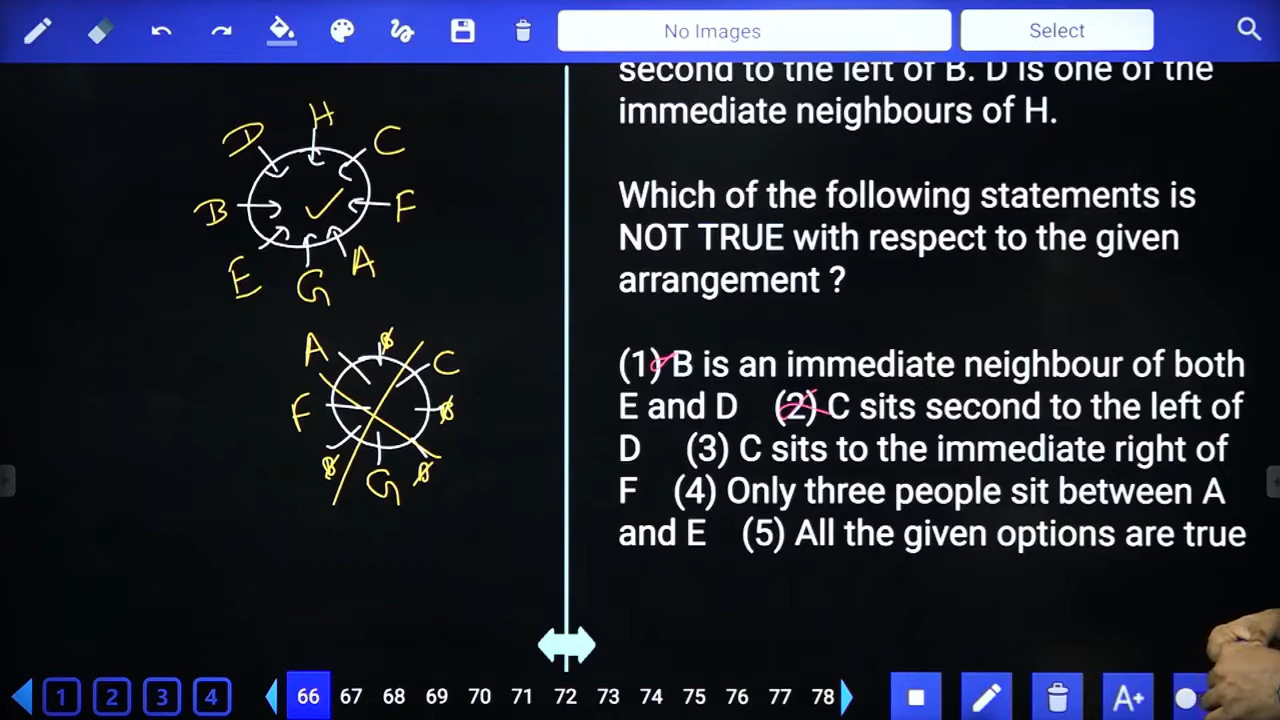 No Images
Select
second to the left of B. D is one of the
immediate neighbours of H.
Which of the following statements is
NOT TRUE with respect to the given
arrangement ?
(1) B is an immediate neighbour of both
E and D (2) C sits second to the left of
D (3) C sits to the immediate right of
F (4) Only three people sit between A
and E (5) All the given options are true
H
D C
B F
E G A
A C
F
G
1 2 3 4 66 67 68 69 70 71 72 73 74 75 76 77 78 A+